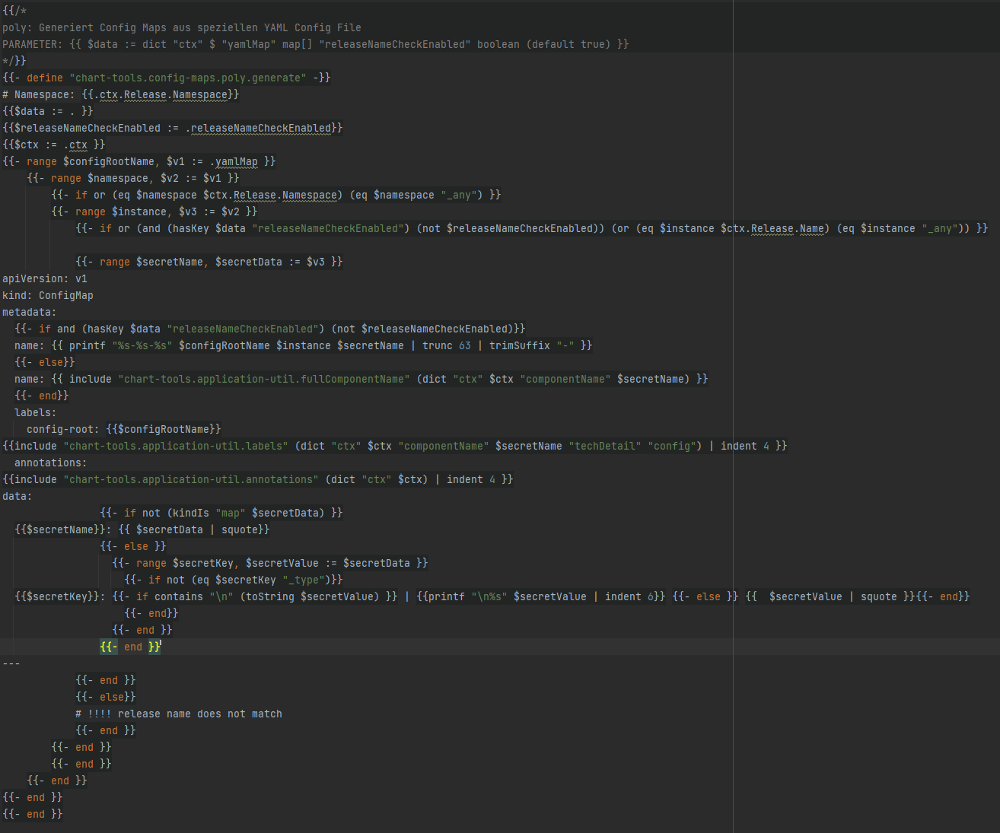 {{/*
poly: Generiert Config Maps aus speziellen YAML Config File
PARAMETER: {{ $data := dict "ctx" $ "yamlMap" map[] "releaseNameCheckEnabled" boolean (default true) }}
*/}}
{{- define "chart-tools.config-maps.poly.generate" -}}
# Namespace: {{.ctx.Release.Namespace}}
{{$data := . }}
{{$releaseNameCheckEnabled := .releaseNameCheckEnabled}}
{{$ctx := .ctx }}
{{- range $configRootName, $v1 := .yamlMap }}
    {{- range $namespace, $v2 := $v1 }}
        {{- if or (eq $namespace $ctx.Release.Namespace) (eq $namespace "_any") }}
        {{- range $instance, $v3 := $v2 }}
            {{- if or (and (hasKey $data "releaseNameCheckEnabled") (not $releaseNameCheckEnabled)) (or (eq $instance $ctx.Release.Name) (eq $instance "_any")) }}
            {{- range $secretName, $secretData := $v3 }}
apiVersion: v1
kind: ConfigMap
metadata:
  {{- if and (hasKey $data "releaseNameCheckEnabled") (not $releaseNameCheckEnabled)}}
  name: {{ printf "%s-%s-%s" $configRootName $instance $secretName | trunc 63 | trimSuffix "-" }}
  {{- else}}
  name: {{ include "chart-tools.application-util.fullComponentName" (dict "ctx" $ctx "componentName" $secretName) }}
  {{- end}}
  labels:
    config-root: {{$configRootName}}
{{include "chart-tools.application-util.labels" (dict "ctx" $ctx "componentName" $secretName "techDetail" "config") | indent 4 }}
  annotations:
{{include "chart-tools.application-util.annotations" (dict "ctx" $ctx) | indent 4 }}
data:
                {{- if not (kindIs "map" $secretData) }}
  {{$secretName}}: {{ $secretData | squote}}
                {{- else }}
                  {{- range $secretKey, $secretValue := $secretData }}
                    {{- if not (eq $secretKey "_type")}}
  {{$secretKey}}: {{- if contains "\n" (toString $secretValue) }} | {{printf "\n%s" $secretValue | indent 6}} {{- else }} {{  $secretValue | squote }}{{- end}}
                    {{- end}}
                  {{- end }}
                {{- end }}
---
            {{- end }}
            {{- else}}
            # !!!! release name does not match
            {{- end }}
        {{- end }}
        {{- end }}
    {{- end }}
{{- end }}
{{- end }}